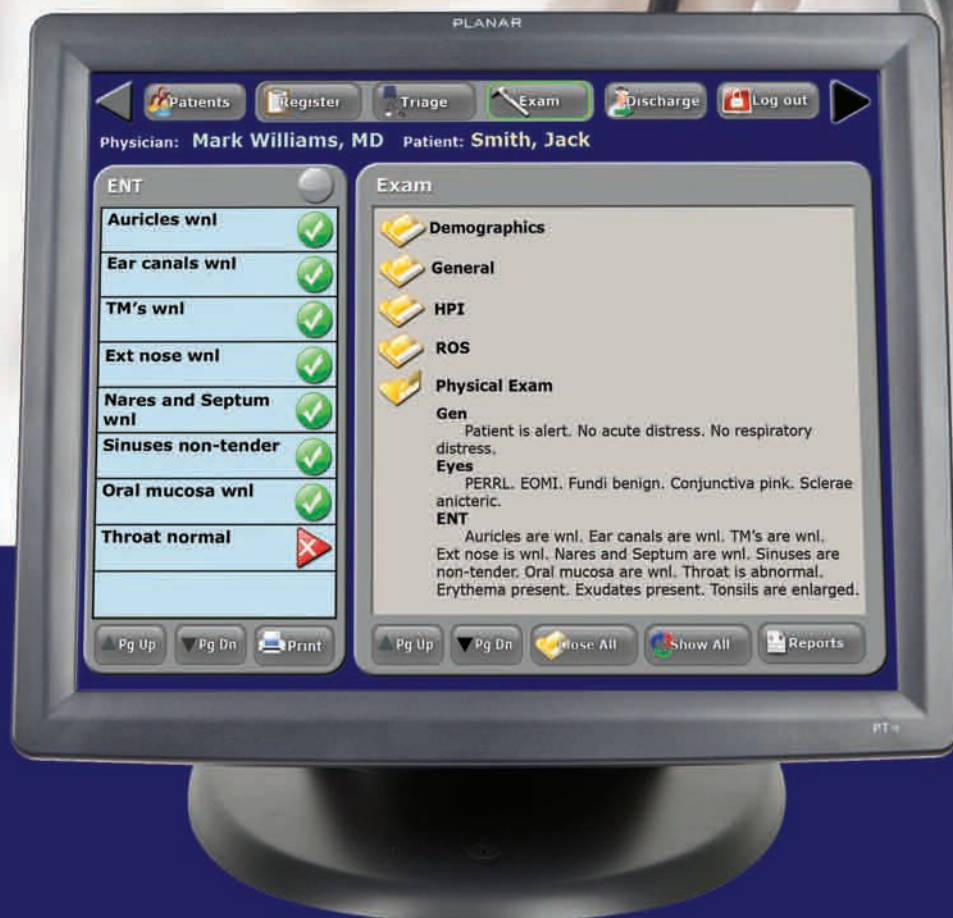 PLANAR
Patients Register Triage Exam Discharge Log out
Physician: Mark Williams, MD Patient: Smith, Jack
ENT
Auricles wnl
Ear canals wnl
TM's wnl
Ext nose wnl
Nares and Septum
wnl
Sinuses non-tender
Oral mucosa wnl
Throat normal
Pg Up Pg Dn Print
Exam
Demographics
General
HPI
ROS
Physical Exam
Gen
Patient is alert. No acute distress. No respiratory
distress.
Eyes
PERRL. EOMI. Fundi benign. Conjunctiva pink. Sclerae
anicteric.
ENT
Auricles are wnl. Ear canals are wnl. TM's are wnl.
Ext nose is wnl. Nares and Septum are wnl. Sinuses are
non-tender. Oral mucosa are wnl. Throat is abnormal.
Erythema present. Exudates present. Tonsils are enlarged.
Pg Up Pg Dn Close All Show All Reports